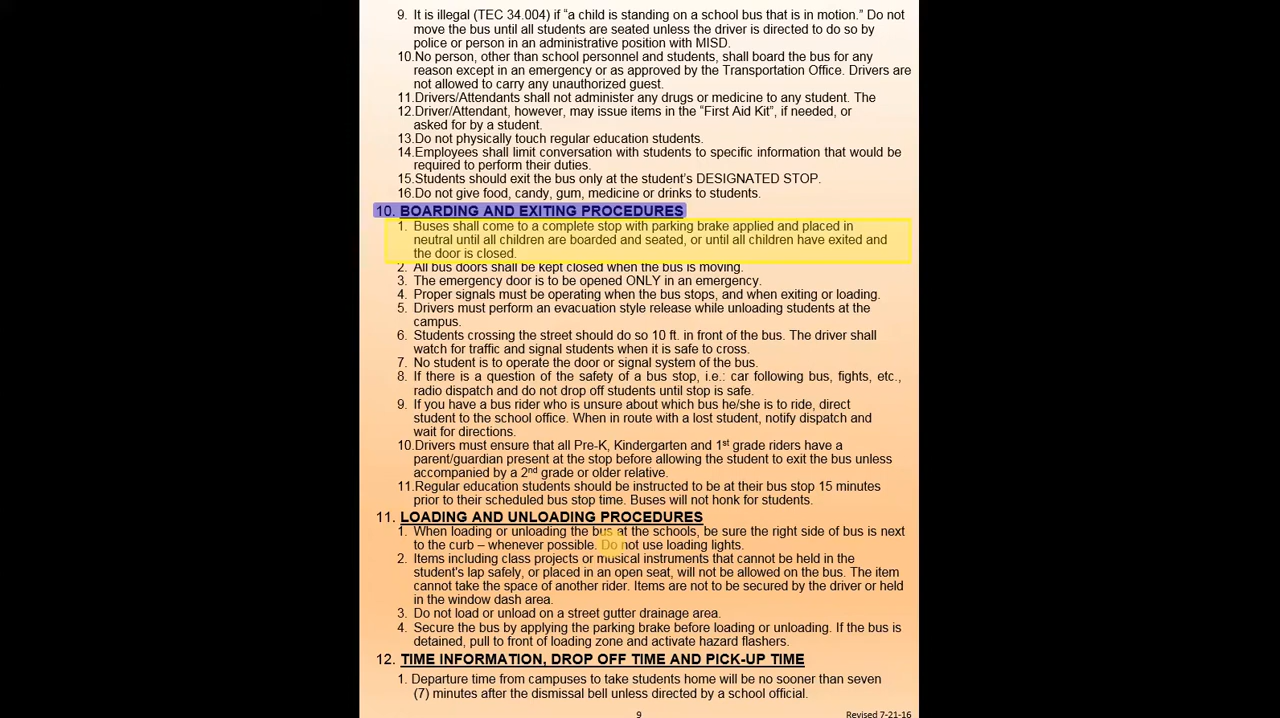 9. It is illegal (TEC 34.004) if “a child is standing on a school bus that is in motion.” Do not
move the bus until all students are seated unless the driver is directed to do so by
police or person in an administrative position with MISD.
10.No person, other than school personnel and students, shall board the bus for any
reason except in an emergency or as approved by the Transportation Office. Drivers are
not allowed to carry any unauthorized guest.
11.Drivers/Attendants shall not administer any drugs or medicine to any student. The
12.Driver/Attendant, however, may issue items in the “First Aid Kit”, if needed, or
asked for by a student.
13.Do not physically touch regular education students.
14.Employees shall limit conversation with students to specific information that would be
required to perform their duties.
15.Students should exit the bus only at the student’s DESIGNATED STOP.
16.Do not give food, candy, gum, medicine or drinks to students.
10. BOARDING AND EXITING PROCEDURES
1. Buses shall come to a complete stop with parking brake applied and placed in
neutral until all children are boarded and seated, or until all children have exited and
the door is closed.
2. All bus doors shall be kept closed when the bus is moving.
3. The emergency door is to be opened ONLY in an emergency.
4. Proper signals must be operating when the bus stops, and when exiting or loading.
5. Drivers must perform an evacuation style release while unloading students at the
campus.
6. Students crossing the street should do so 10 ft. in front of the bus. The driver shall
watch for traffic and signal students when it is safe to cross.
7. No student is to operate the door or signal system of the bus.
8. If there is a question of the safety of a bus stop, i.e.: car following bus, fights, etc.,
radio dispatch and do not drop off students until stop is safe.
9. If you have a bus rider who is unsure about which bus he/she is to ride, direct
student to the school office. When in route with a lost student, notify dispatch and
wait for directions.
10.Drivers must ensure that all Pre-K, Kindergarten and 1st grade riders have a
parent/guardian present at the stop before allowing the student to exit the bus unless
accompanied by a 2nd grade or older relative.
11.Regular education students should be instructed to be at their bus stop 15 minutes
prior to their scheduled bus stop time. Buses will not honk for students.
11. LOADING AND UNLOADING PROCEDURES
1. When loading or unloading the bus at the schools, be sure the right side of bus is next
to the curb – whenever possible. Do not use loading lights.
2. Items including class projects or musical instruments that cannot be held in the
student's lap safely, or placed in an open seat, will not be allowed on the bus. The item
cannot take the space of another rider. Items are not to be secured by the driver or held
in the window dash area.
3. Do not load or unload on a street gutter drainage area.
4. Secure the bus by applying the parking brake before loading or unloading. If the bus is
detained, pull to front of loading zone and activate hazard flashers.
12. TIME INFORMATION, DROP OFF TIME AND PICK-UP TIME
1. Departure time from campuses to take students home will be no sooner than seven
(7) minutes after the dismissal bell unless directed by a school official.
9 Revised 7-21-16